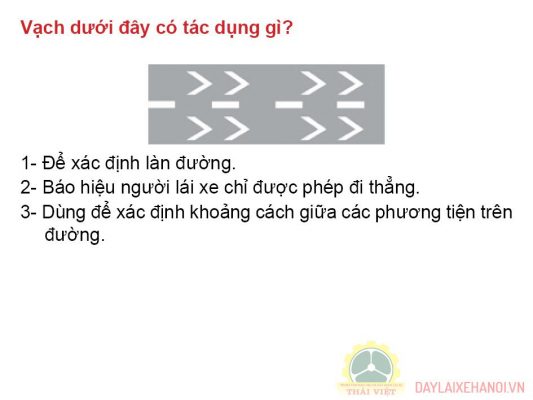 Vạch dưới đây có tác dụng gì?
1- Để xác định làn đường.
2- Báo hiệu người lái xe chỉ được phép đi thẳng.
3- Dùng để xác định khoảng cách giữa các phương tiện trên
đường.
THÁI VIỆT
DAYLAIXEHANOI.VN